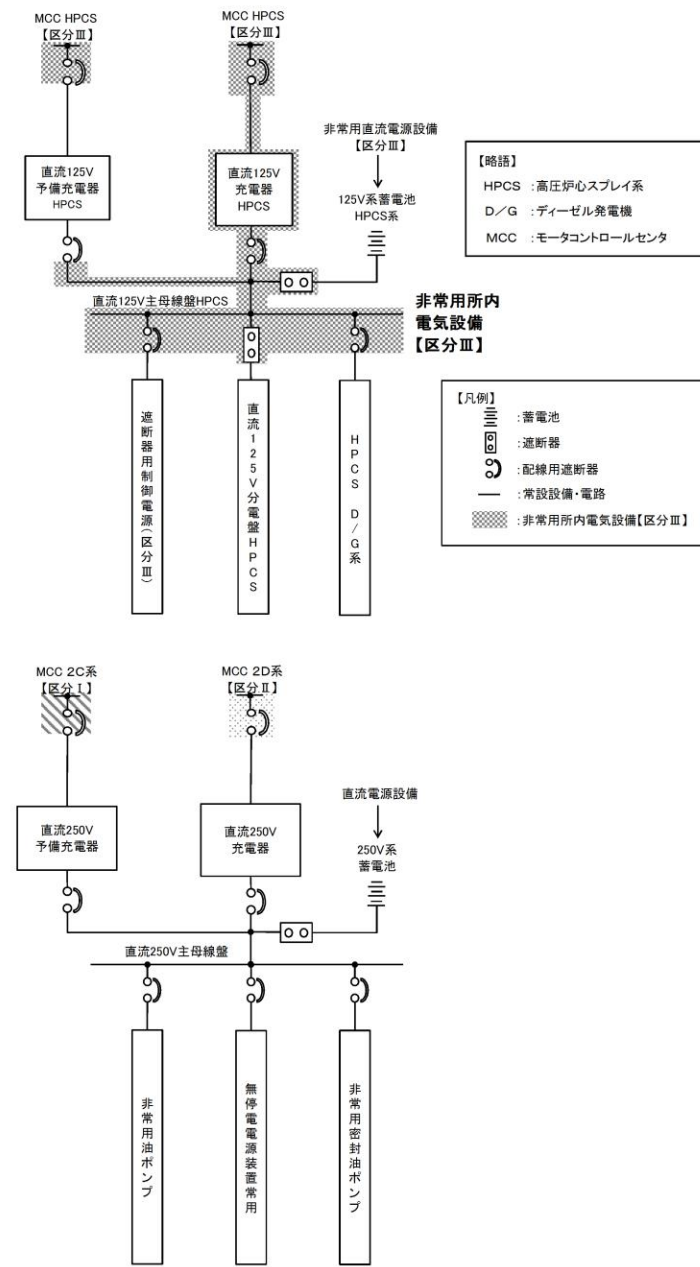 MCC HPCS
【区分Ⅲ】
MCC HPCS
【区分Ⅲ】
非常用直流電源設備
【区分Ⅲ】
直流125V
予備充電器
HPCS
直流125V
充電器
HPCS
125V系蓄電池
HPCS系
【略語】
HPCS :高圧炉心スプレイ系
D/G :ディーゼル発電機
MCC :モータコントロールセンタ
直流125V主母線盤HPCS
非常用所内
電気設備
【区分Ⅲ】
遮断器用制御電源(区分Ⅲ)
直流125V分電盤HPCS
HPCS D/G系
【凡例】
:蓄電池
:遮断器
:配線用遮断器
:常設設備・電路
:非常用所内電気設備【区分Ⅲ】
MCC 2C系
【区分Ⅰ】
MCC 2D系
【区分Ⅱ】
直流電源設備
直流250V
予備充電器
直流250V
充電器
250V系
蓄電池
直流250V主母線盤
非常用油ポンプ
無停電電源装置常用
非常用密封油ポンプ